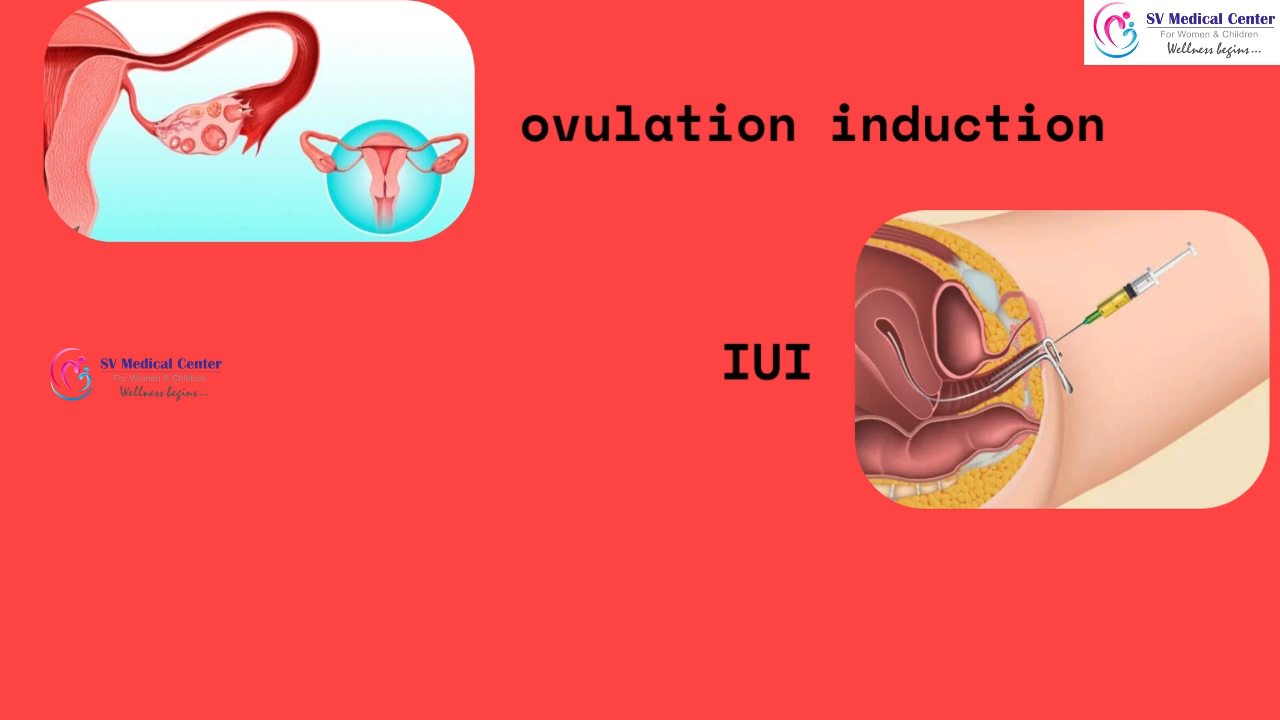 SV Medical Center
For Women & Children
Wellness begins...
ovulation induction
IUI
SV Medical Center
For Women & Children
Wellness begins...